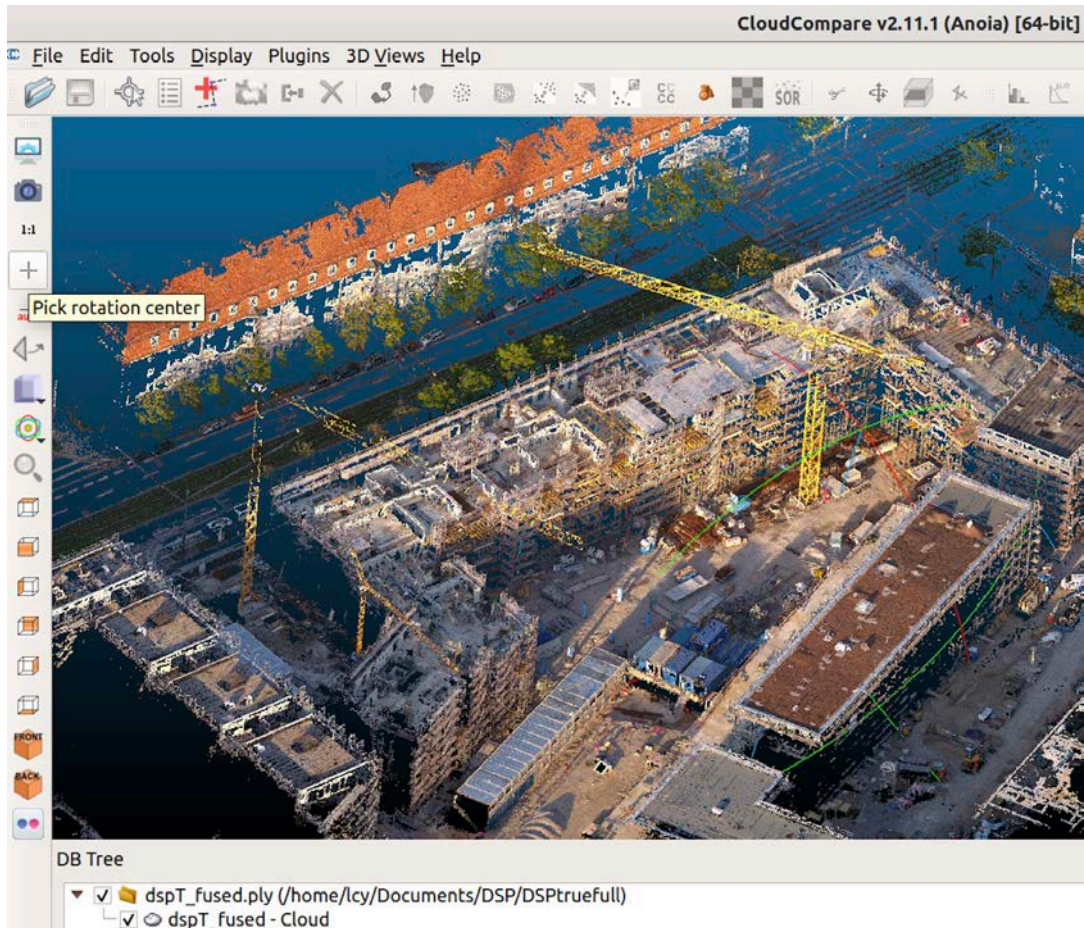 CloudCompare v2.11.1 (Anoia) [64-bit]
File Edit Tools Display Plugins 3D Views Help
SOR
1:1
Pick rotation center
FRONT
BACK
DB Tree
dspT_fused.ply (/home/lcy/Documents/DSP/DSPtruefull)
dspT_fused - Cloud